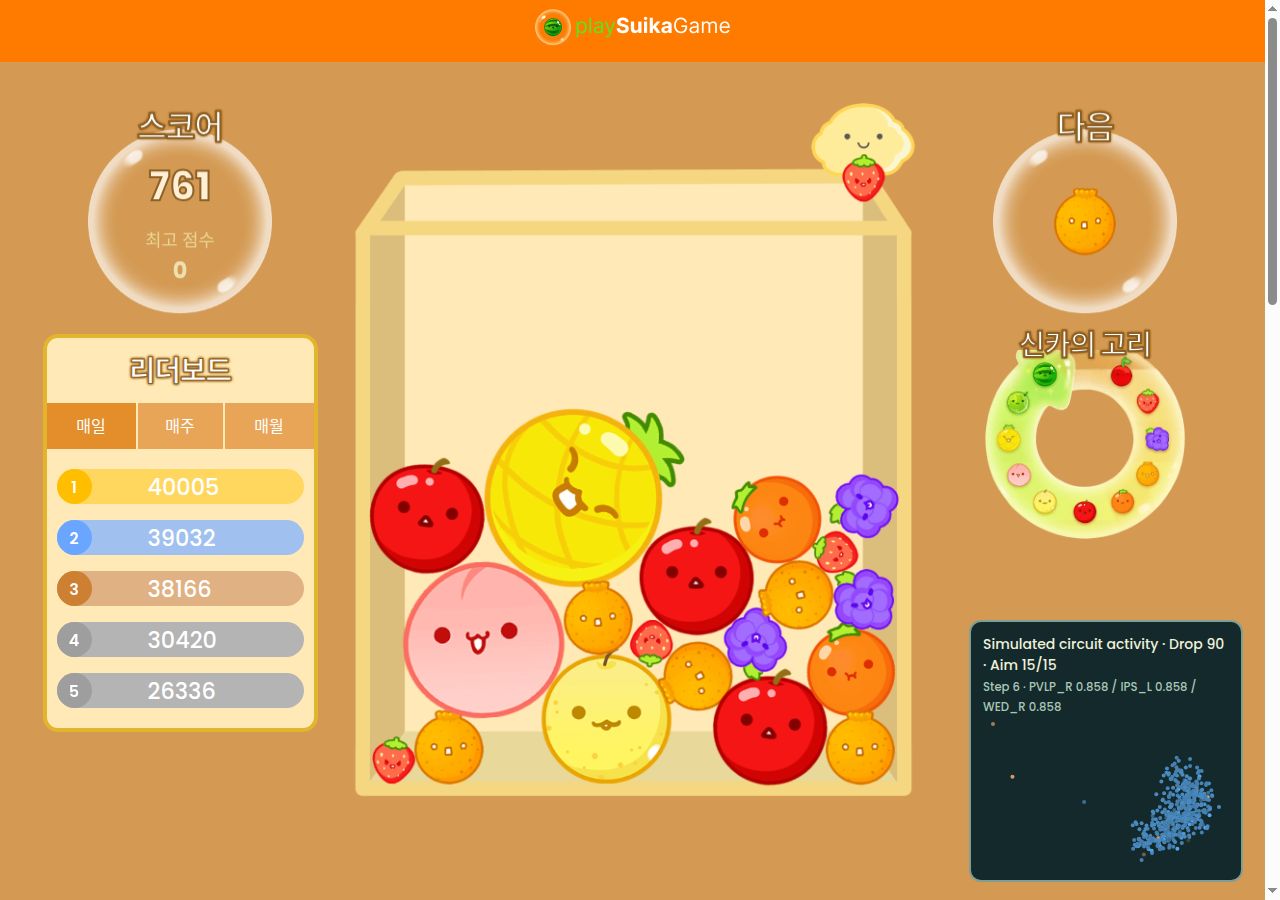 playSuikaGame
스코어
761
최고 점수
0
다음
리더보드
매일 매주 매월
1 40005
2 39032
3 38166
4 30420
5 26336
신카의 고리
Simulated circuit activity · Drop 90
· Aim 15/15
Step 6 · PVLP_R 0.858 / IPS_L 0.858 /
WED_R 0.858